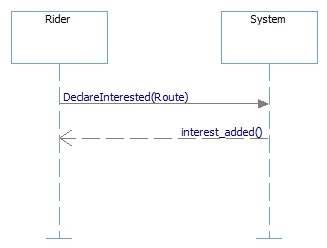 Rider
System
DeclareInterested(Route)
interest_added()